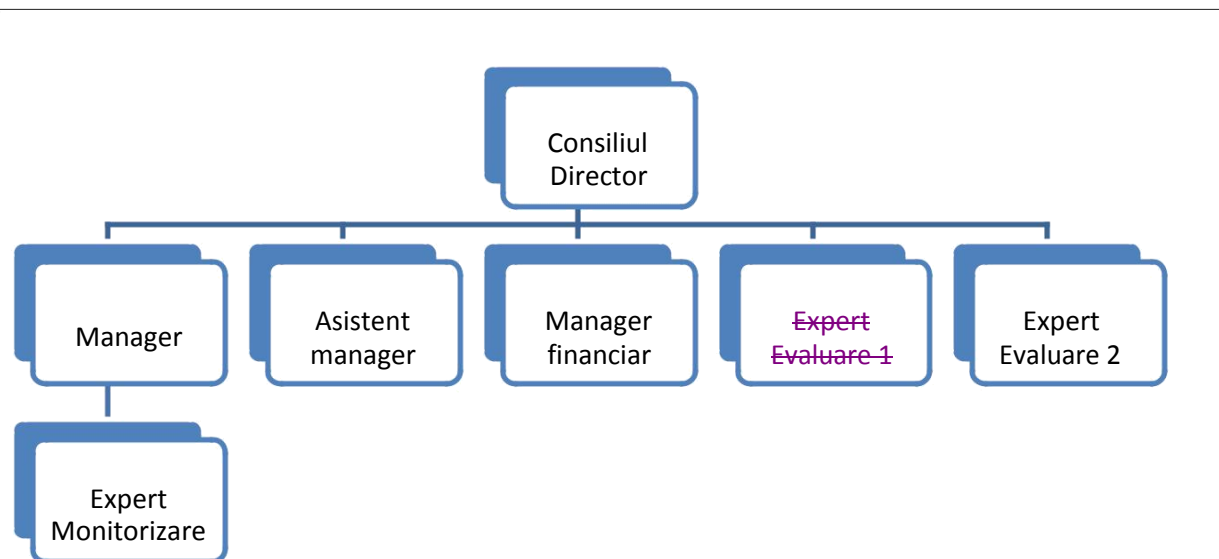 Consiliul
Director
Manager
Asistent
manager
Manager
financiar
Expert
Evaluare 1
Expert
Evaluare 2
Expert
Monitorizare